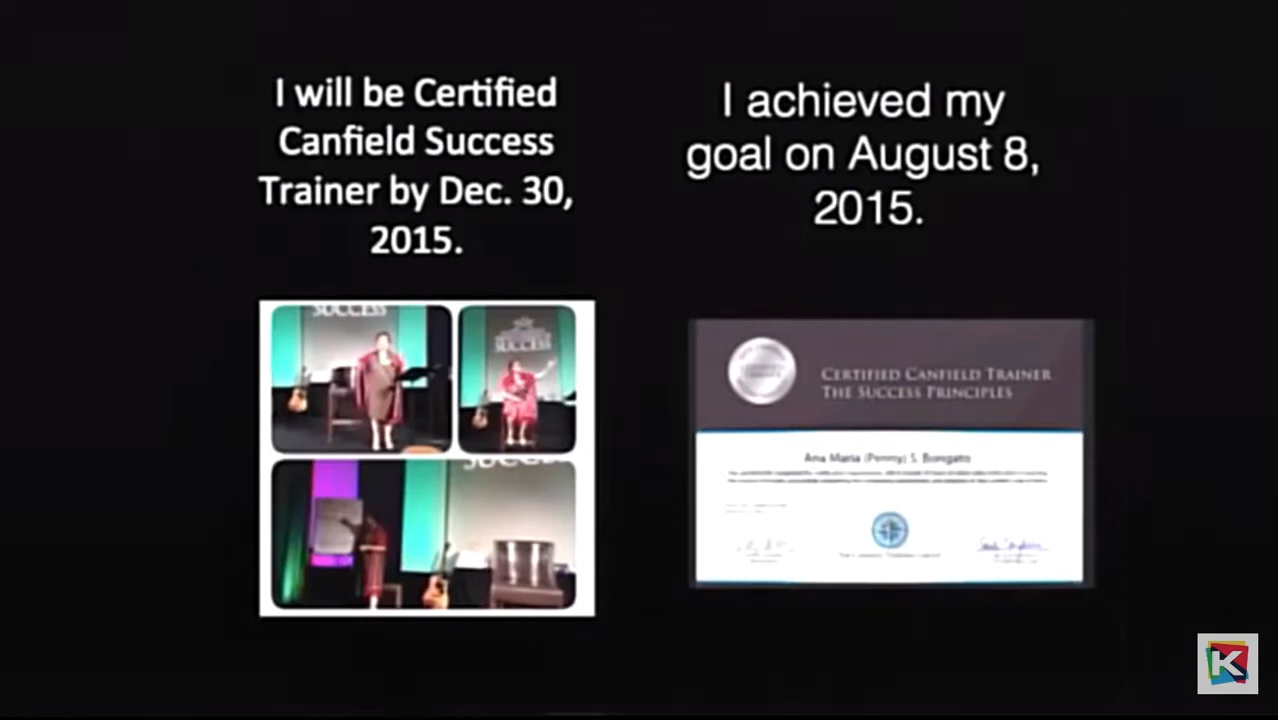 I will be Certified
Canfield Success
Trainer by Dec. 30,
2015.
I achieved my
goal on August 8,
2015.
SUCCESS
SUCCESS
SUCCESS
CERTIFIED CANFIELD TRAINER
THE SUCCESS PRINCIPLES
Ana Maria (Penny) S. Bongato
K